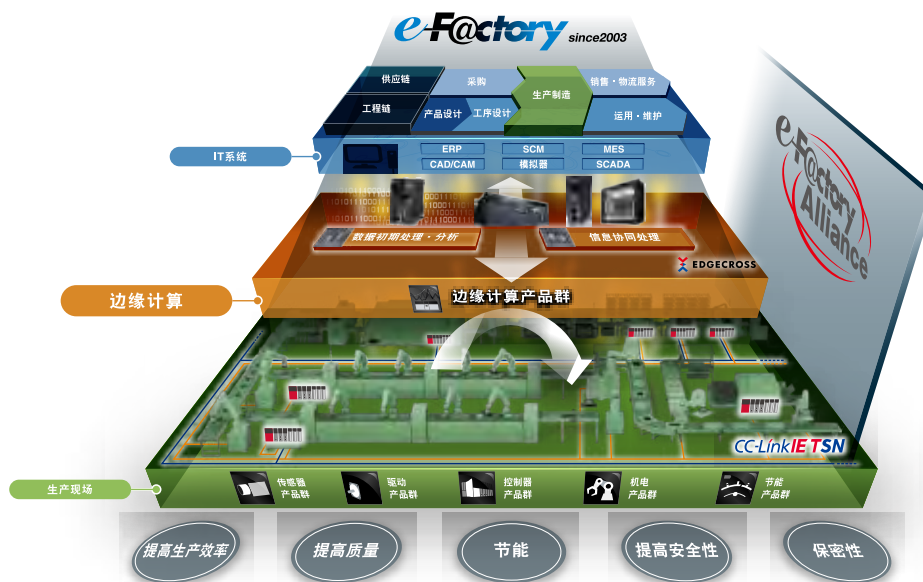 e-F@ctory since2003
供应链
采购
生产制造
销售・物流服务
工程链
产品设计
工序设计
运用・维护
IT系统
ERP
SCM
MES
CAD/CAM
模拟器
SCADA
e-F@ctory
Alliance
数据初期处理・分析
信息协同处理
EDGECROSS
边缘计算
边缘计算产品群
CC-Link IE TSN
生产现场
传感器
产品群
驱动
产品群
控制器
产品群
机电
产品群
节能
产品群
提高生产效率
提高质量
节能
提高安全性
保密性